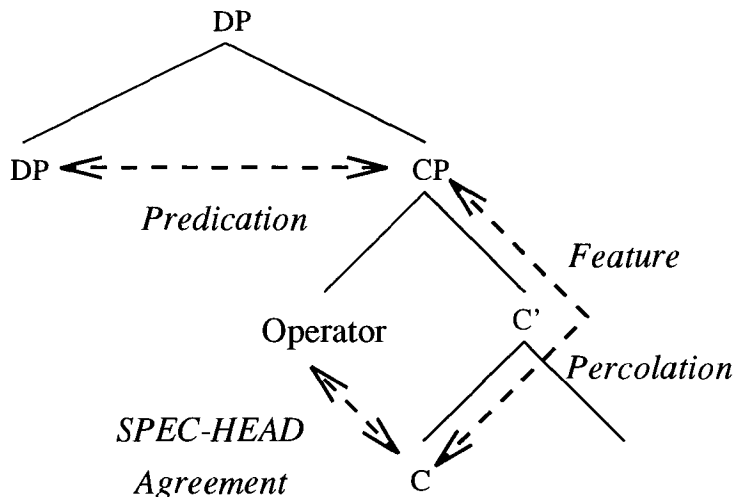 DP
DP
CP
Predication
Feature
Operator
C'
Percolation
SPEC-HEAD
Agreement
C